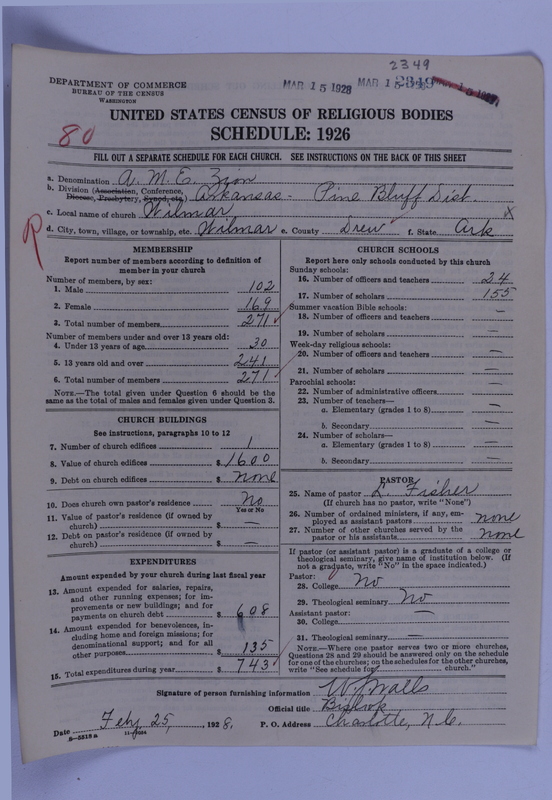 2349
DEPARTMENT OF COMMERCE
BUREAU OF THE CENSUS
WASHINGTON
MAR 15 1928 MAR 15 2349
UNITED STATES CENSUS OF RELIGIOUS BODIES
SCHEDULE: 1926
80
FILL OUT A SEPARATE SCHEDULE FOR EACH CHURCH. SEE INSTRUCTIONS ON THE BACK OF THIS SHEET
a. Denomination A. M. E. Zion
b. Division (Association, Conference, Diocese, Presbytery, Synod, etc.) Arkansas - Pine Bluff Dist.
c. Local name of church Wilmar x
d. City, town, village, or township, etc. Wilmar e. County Drew f. State Ark
R
MEMBERSHIP
Report number of members according to definition of
member in your church
Number of members, by sex:
1. Male 102
2. Female 169
3. Total number of members 271
Number of members under and over 13 years old:
4. Under 13 years of age 30
5. 13 years old and over 241
6. Total number of members 271
NOTE.—The total given under Question 6 should be
the same as the total of males and females given under Question 3.
CHURCH BUILDINGS
See instructions, paragraphs 10 to 12
7. Number of church edifices 1
8. Value of church edifices $ 1600
9. Debt on church edifices $ none
10. Does church own pastor's residence? No
Yes or No
11. Value of pastor's residence (if owned by
church) $ —
12. Debt on pastor's residence (if owned by
church) $ —
EXPENDITURES
Amount expended by your church during last fiscal year
13. Amount expended for salaries, repairs,
and other running expenses; for im-
provements or new buildings; and for
payments on church debt $ 608
14. Amount expended for benevolences, in-
cluding home and foreign missions; for
denominational support; and for all
other purposes $ 135
15. Total expenditures during year $ 743
CHURCH SCHOOLS
Report here only schools conducted by this church
Sunday schools:
16. Number of officers and teachers 24
17. Number of scholars 155
Summer vacation Bible schools:
18. Number of officers and teachers —
19. Number of scholars —
Week-day religious schools:
20. Number of officers and teachers —
21. Number of scholars —
Parochial schools:
22. Number of administrative officers —
23. Number of teachers—
a. Elementary (grades 1 to 8) —
b. Secondary —
24. Number of scholars—
a. Elementary (grades 1 to 8) —
b. Secondary —
PASTOR
25. Name of pastor Fisher
(If church has no pastor, write "None")
26. Number of ordained ministers, if any, em-
ployed as assistant pastors none
27. Number of other churches served by the
pastor or his assistants none
If pastor (or assistant pastor) is a graduate of a college or
theological seminary, give name of institution below. (If
not a graduate, write "No" in the space indicated.)
Pastor:
28. College No
29. Theological seminary No
Assistant pastor:
30. College —
31. Theological seminary —
NOTE.—Where one pastor serves two or more churches,
Questions 28 and 29 should be answered only on the schedule
for one of the churches; on the schedules for the other churches,
write "See schedule for church."
Signature of person furnishing information W J Walls
Official title Bishop
Date Feby 25, 1928. P. O. Address Charlotte, N.C.